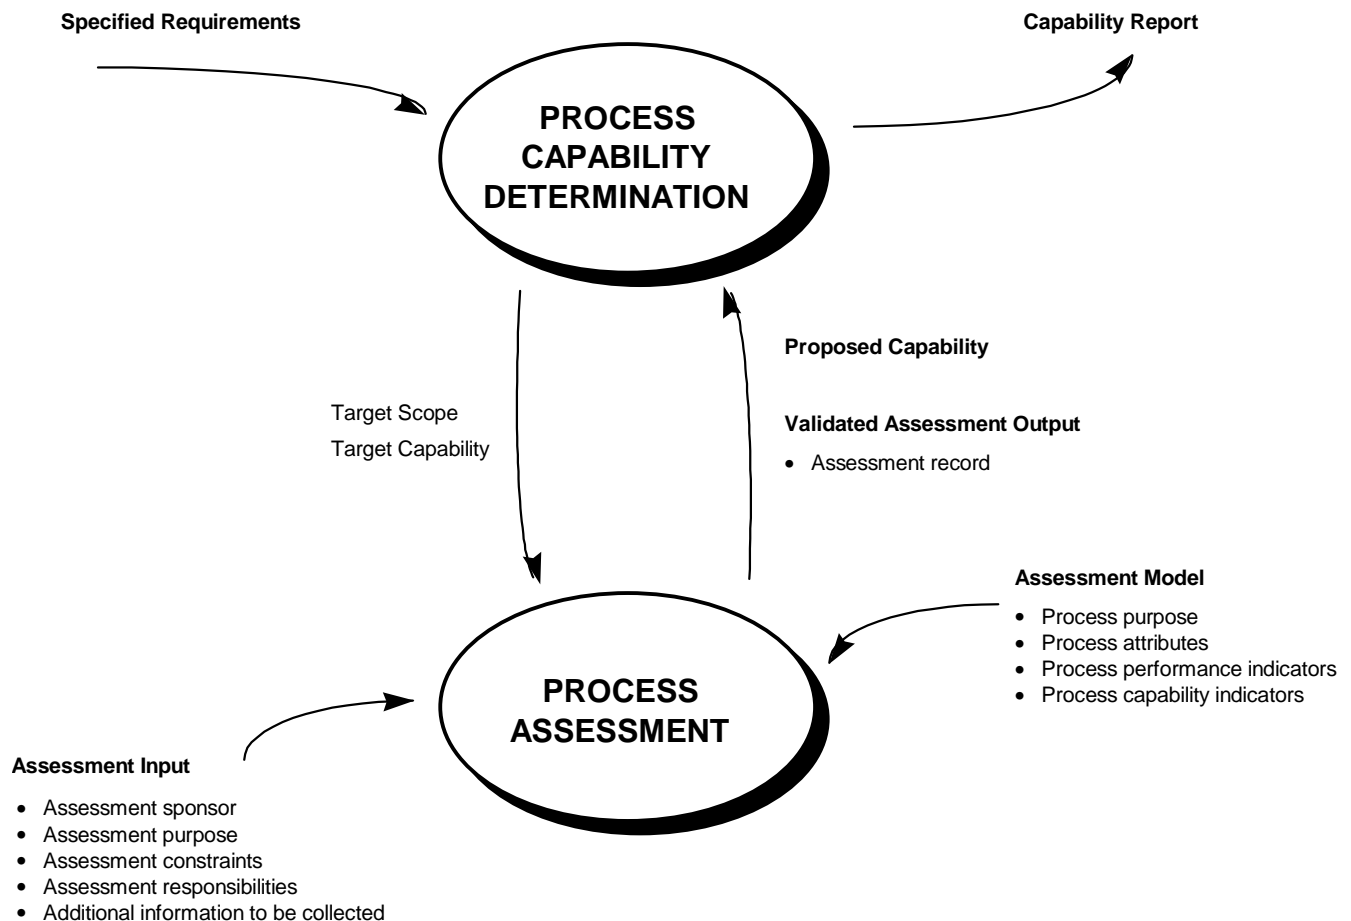 Specified Requirements
Capability Report
PROCESS
CAPABILITY
DETERMINATION
Proposed Capability
Target Scope
Target Capability
Validated Assessment Output
• Assessment record
Assessment Model
• Process purpose
• Process attributes
• Process performance indicators
• Process capability indicators
PROCESS
ASSESSMENT
Assessment Input
• Assessment sponsor
• Assessment purpose
• Assessment constraints
• Assessment responsibilities
• Additional information to be collected